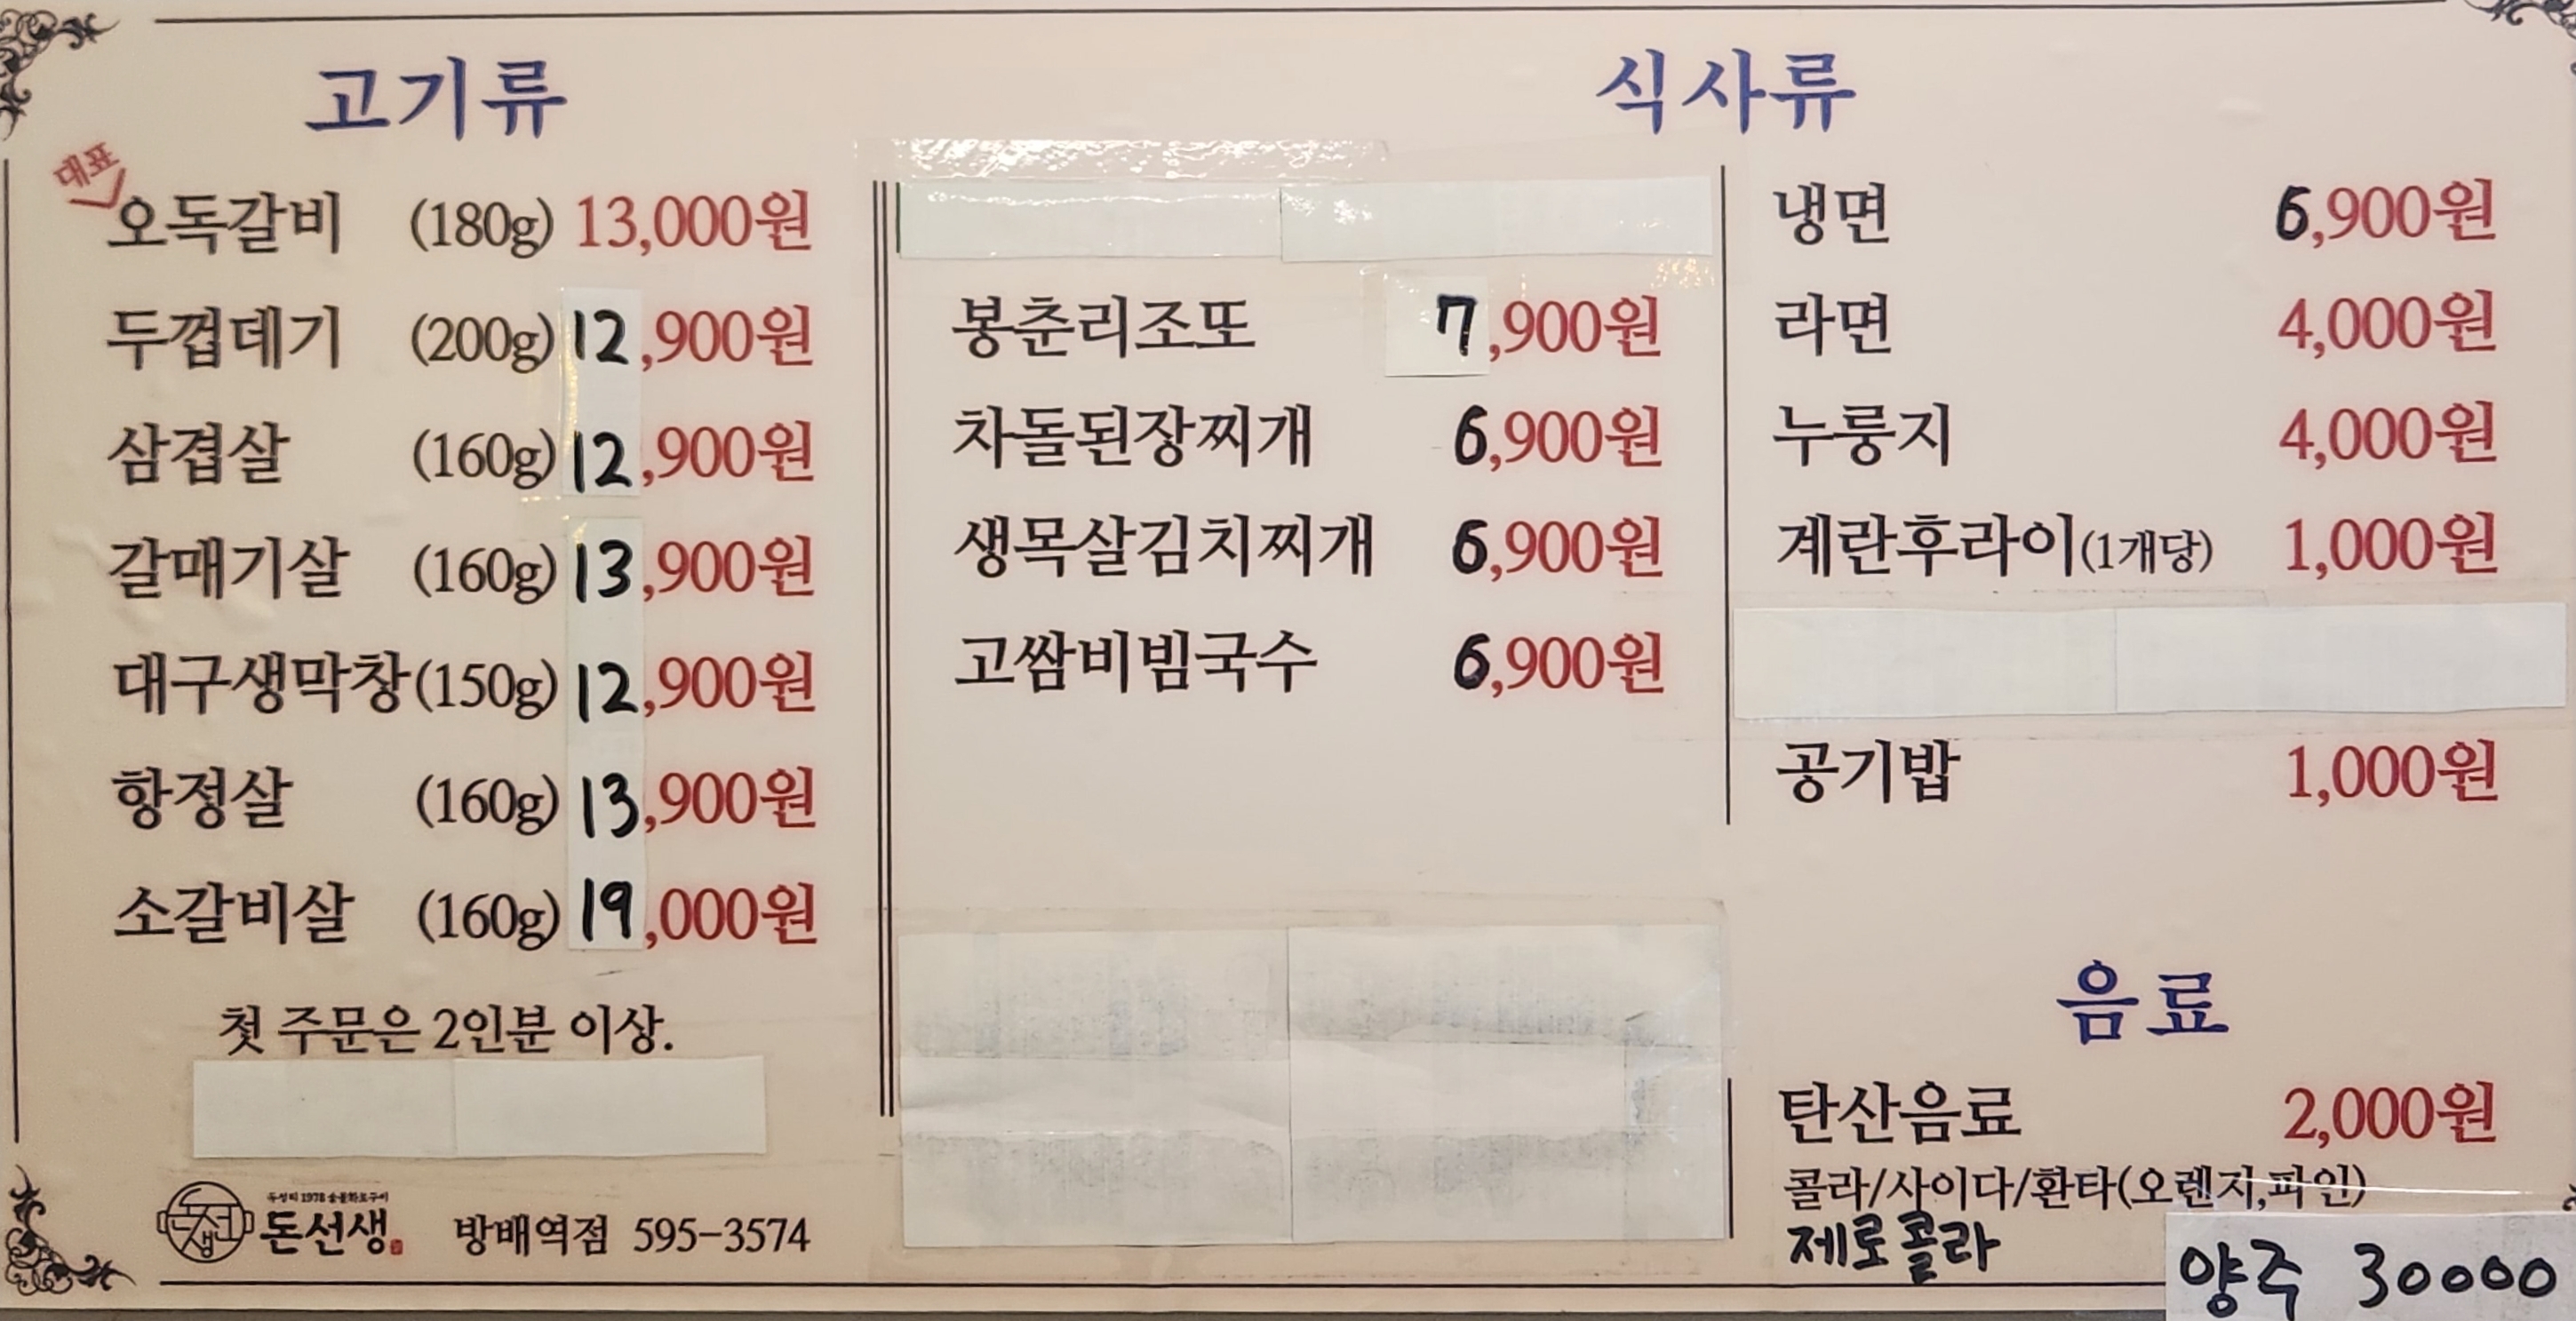 고기류
대표
오독갈비 (180g) 13,000원
두껍데기 (200g) 12,900원
삼겹살 (160g) 12,900원
갈매기살 (160g) 13,900원
대구생막창 (150g) 12,900원
항정살 (160g) 13,900원
소갈비살 (160g) 19,000원
첫 주문은 2인분 이상.
돈선생
방배역점 595-3574
식사류
봉춘리조또 7,900원
차돌된장찌개 6,900원
생목살김치찌개 6,900원
고쌈비빔국수 6,900원
냉면 6,900원
라면 4,000원
누룽지 4,000원
계란후라이(1개당) 1,000원
공기밥 1,000원
음료
탄산음료 2,000원
콜라/사이다/환타(오렌지,파인)
제로콜라
양주 30000